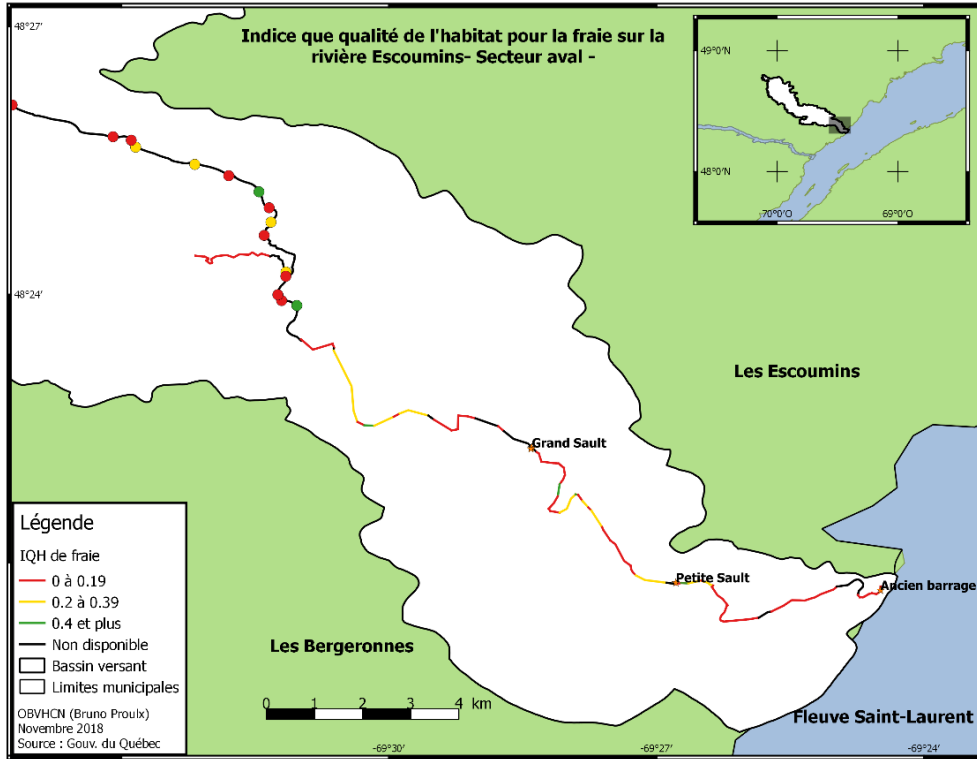 48°27′
Indice que qualité de l'habitat pour la fraie sur la
rivière Escoumins- Secteur aval -
49°0′N
48°0′N
70°0′O
69°0′O
48°24′
Les Escoumins
Grand Sault
Petite Sault
Ancien barrage
Les Bergeronnes
Fleuve Saint-Laurent
0 1 2 3 4 km
-69°30′
-69°27′
-69°24′
Légende
IQH de fraie
0 à 0.19
0.2 à 0.39
0.4 et plus
Non disponible
Bassin versant
Limites municipales
OBVHCN (Bruno Proulx)
Novembre 2018
Source : Gouv. du Québec